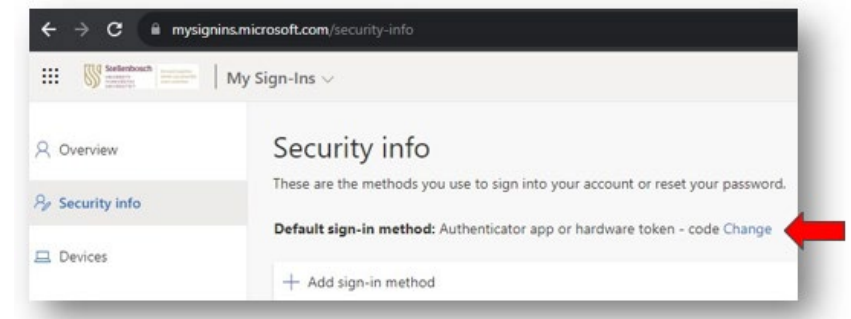 mysignins.microsoft.com/security-info
Stellenbosch
My Sign-Ins
Overview
Security info
Devices
Security info
These are the methods you use to sign into your account or reset your password.
Default sign-in method: Authenticator app or hardware token - code Change
Add sign-in method